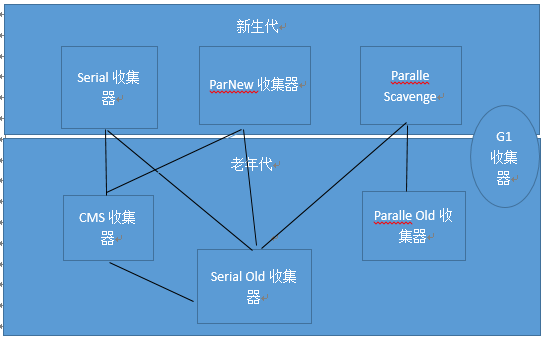 新生代
Serial 收集
器
ParNew 收集器
Paralle
Scavenge
G1
收集
器
老年代
CMS 收集
器
Paralle Old 收
集器
Serial Old 收集
器